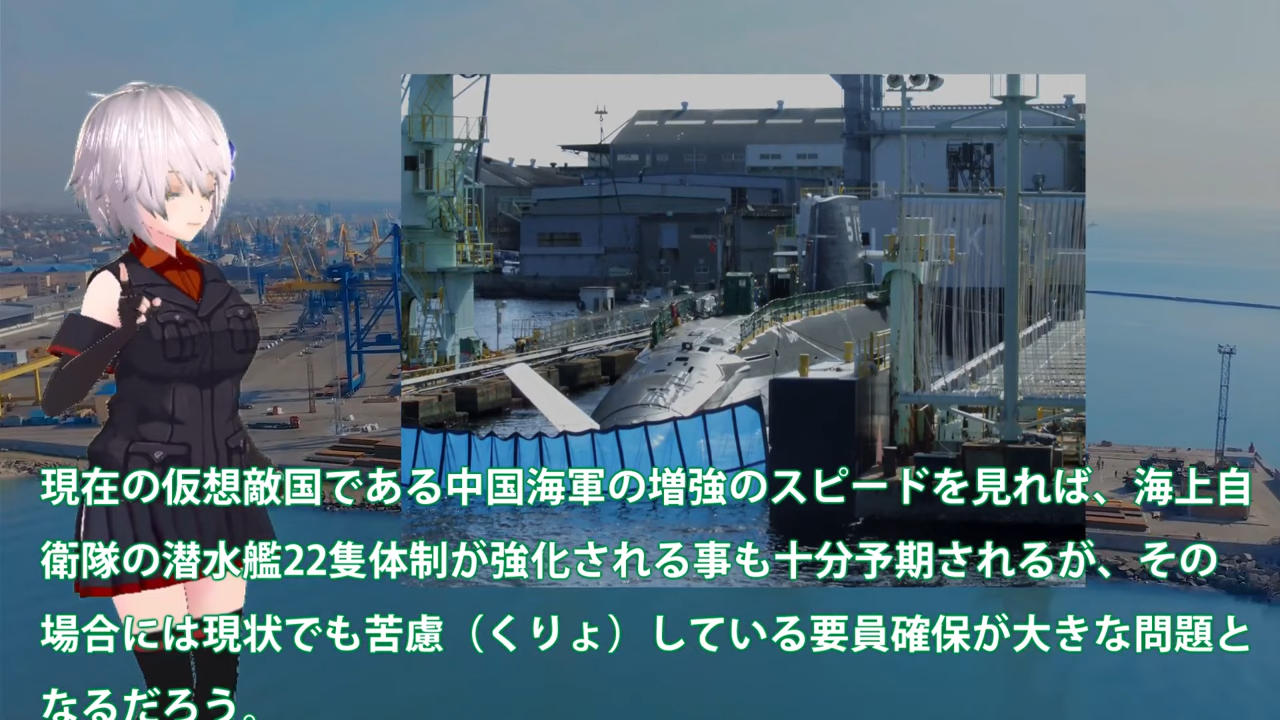 現在の仮想敵国である中国海軍の増強のスピードを見れば、海上自
衛隊の潜水艦22隻体制が強化される事も十分予期されるが、その
場合には現状でも苦慮（くりょ）している要員確保が大きな問題と
なるだろう。